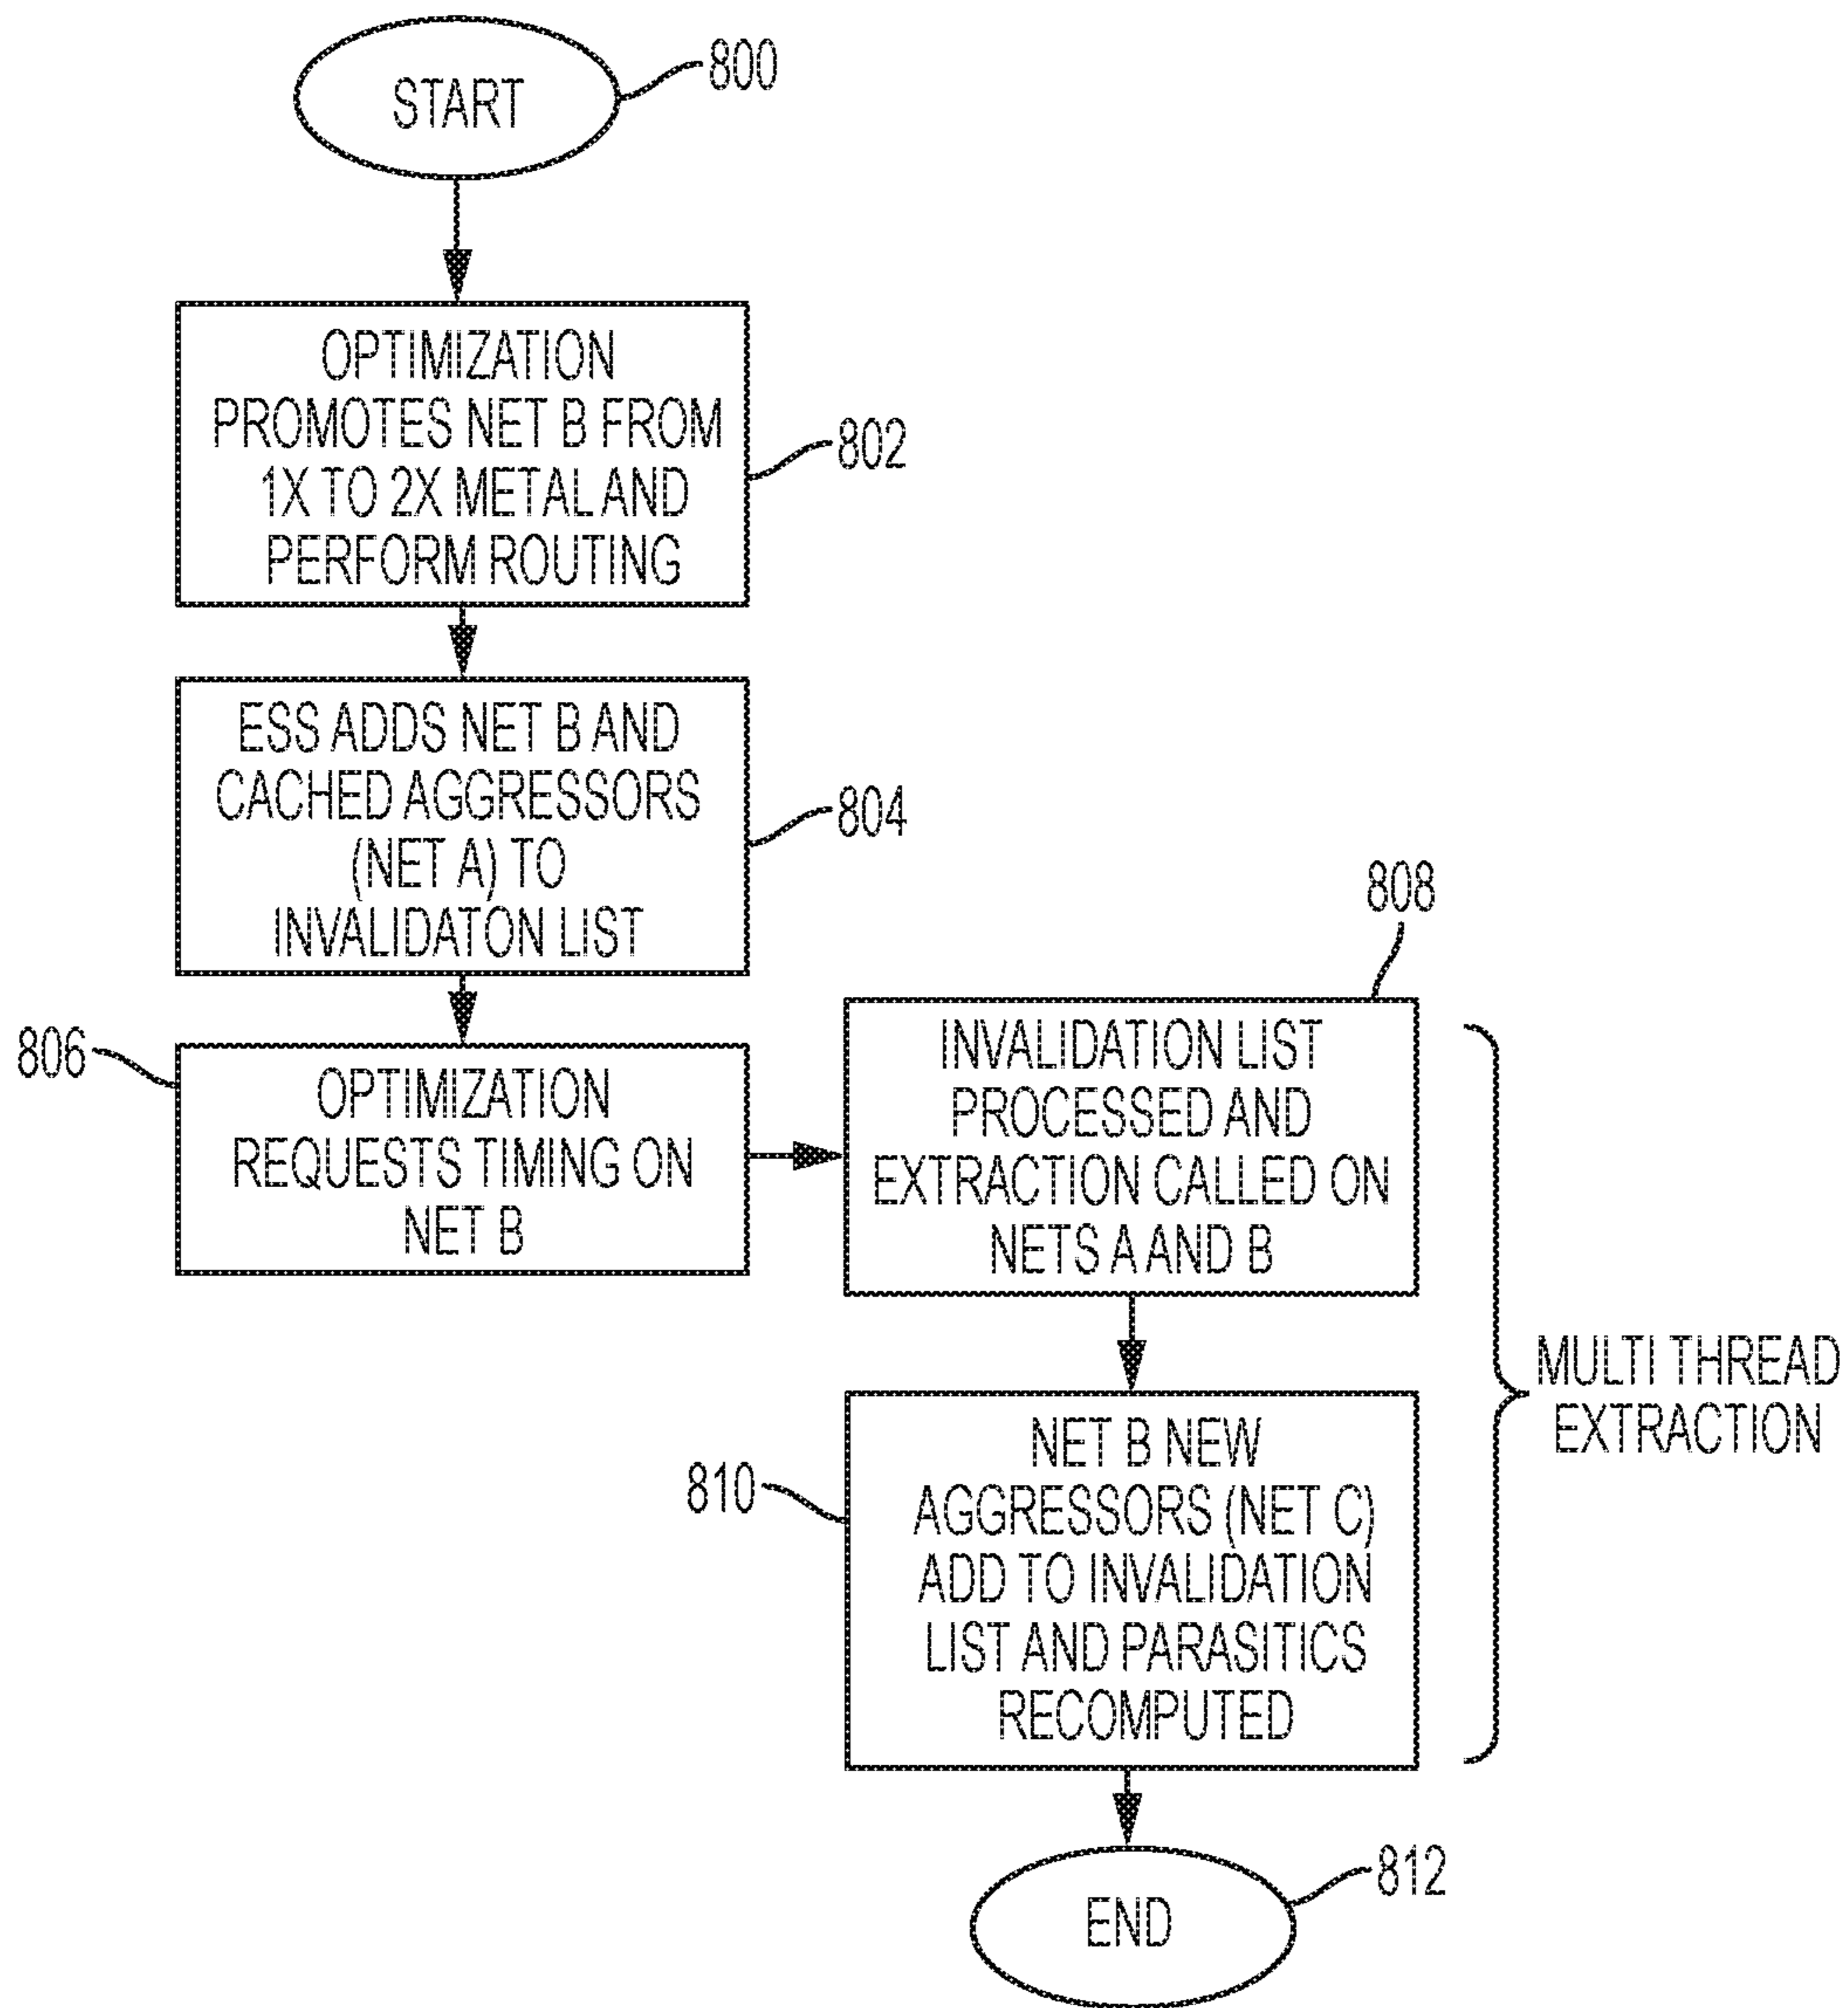 START
800
OPTIMIZATION
PROMOTES NET B FROM
1X TO 2X METAL AND
PERFORM ROUTING
802
ESS ADDS NET B AND
CACHED AGGRESSORS
(NET A) TO
INVALIDATON LIST
804
806
OPTIMIZATION
REQUESTS TIMING ON
NET B
808
INVALIDATION LIST
PROCESSED AND
EXTRACTION CALLED ON
NETS A AND B
MULTI THREAD
EXTRACTION
810
NET B NEW
AGGRESSORS (NET C)
ADD TO INVALIDATION
LIST AND PARASITICS
RECOMPUTED
END
812